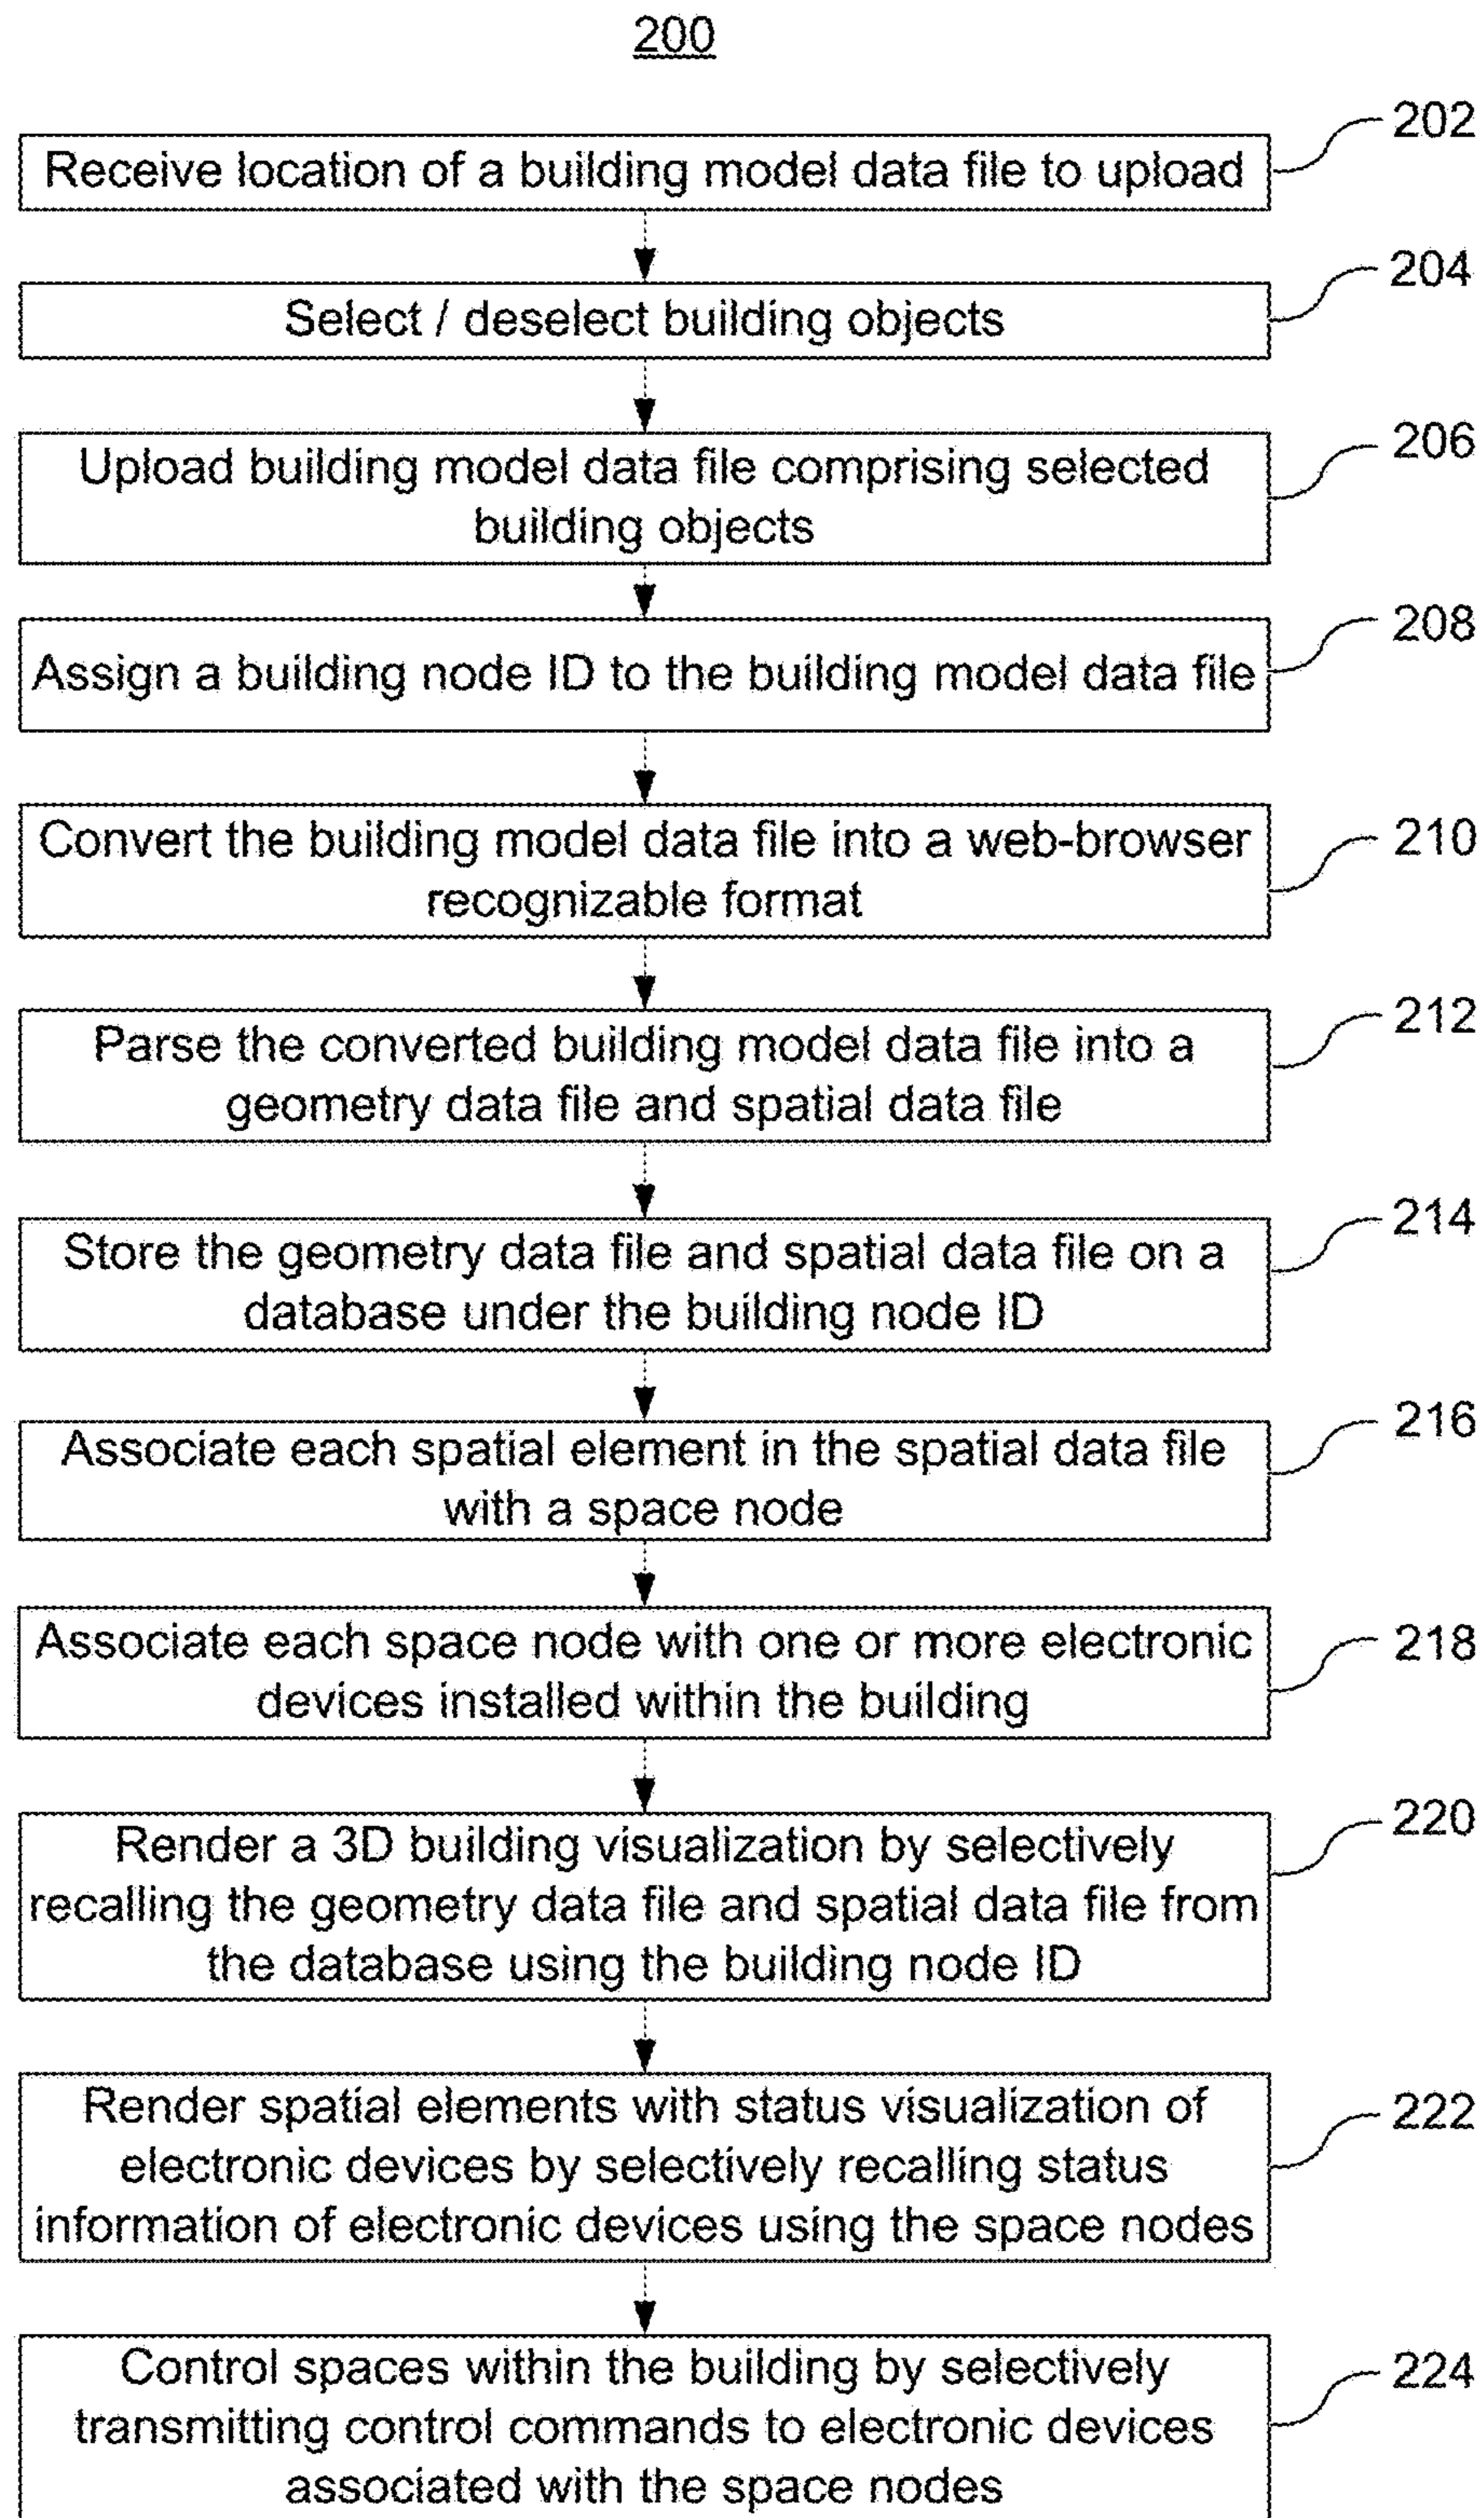 200
202
Receive location of a building model data file to upload
204
Select / deselect building objects
206
Upload building model data file comprising selected
building objects
208
Assign a building node ID to the building model data file
210
Convert the building model data file into a web-browser
recognizable format
212
Parse the converted building model data file into a
geometry data file and spatial data file
214
Store the geometry data file and spatial data file on a
database under the building node ID
216
Associate each spatial element in the spatial data file
with a space node
218
Associate each space node with one or more electronic
devices installed within the building
220
Render a 3D building visualization by selectively
recalling the geometry data file and spatial data file from
the database using the building node ID
222
Render spatial elements with status visualization of
electronic devices by selectively recalling status
information of electronic devices using the space nodes
224
Control spaces within the building by selectively
transmitting control commands to electronic devices
associated with the space nodes